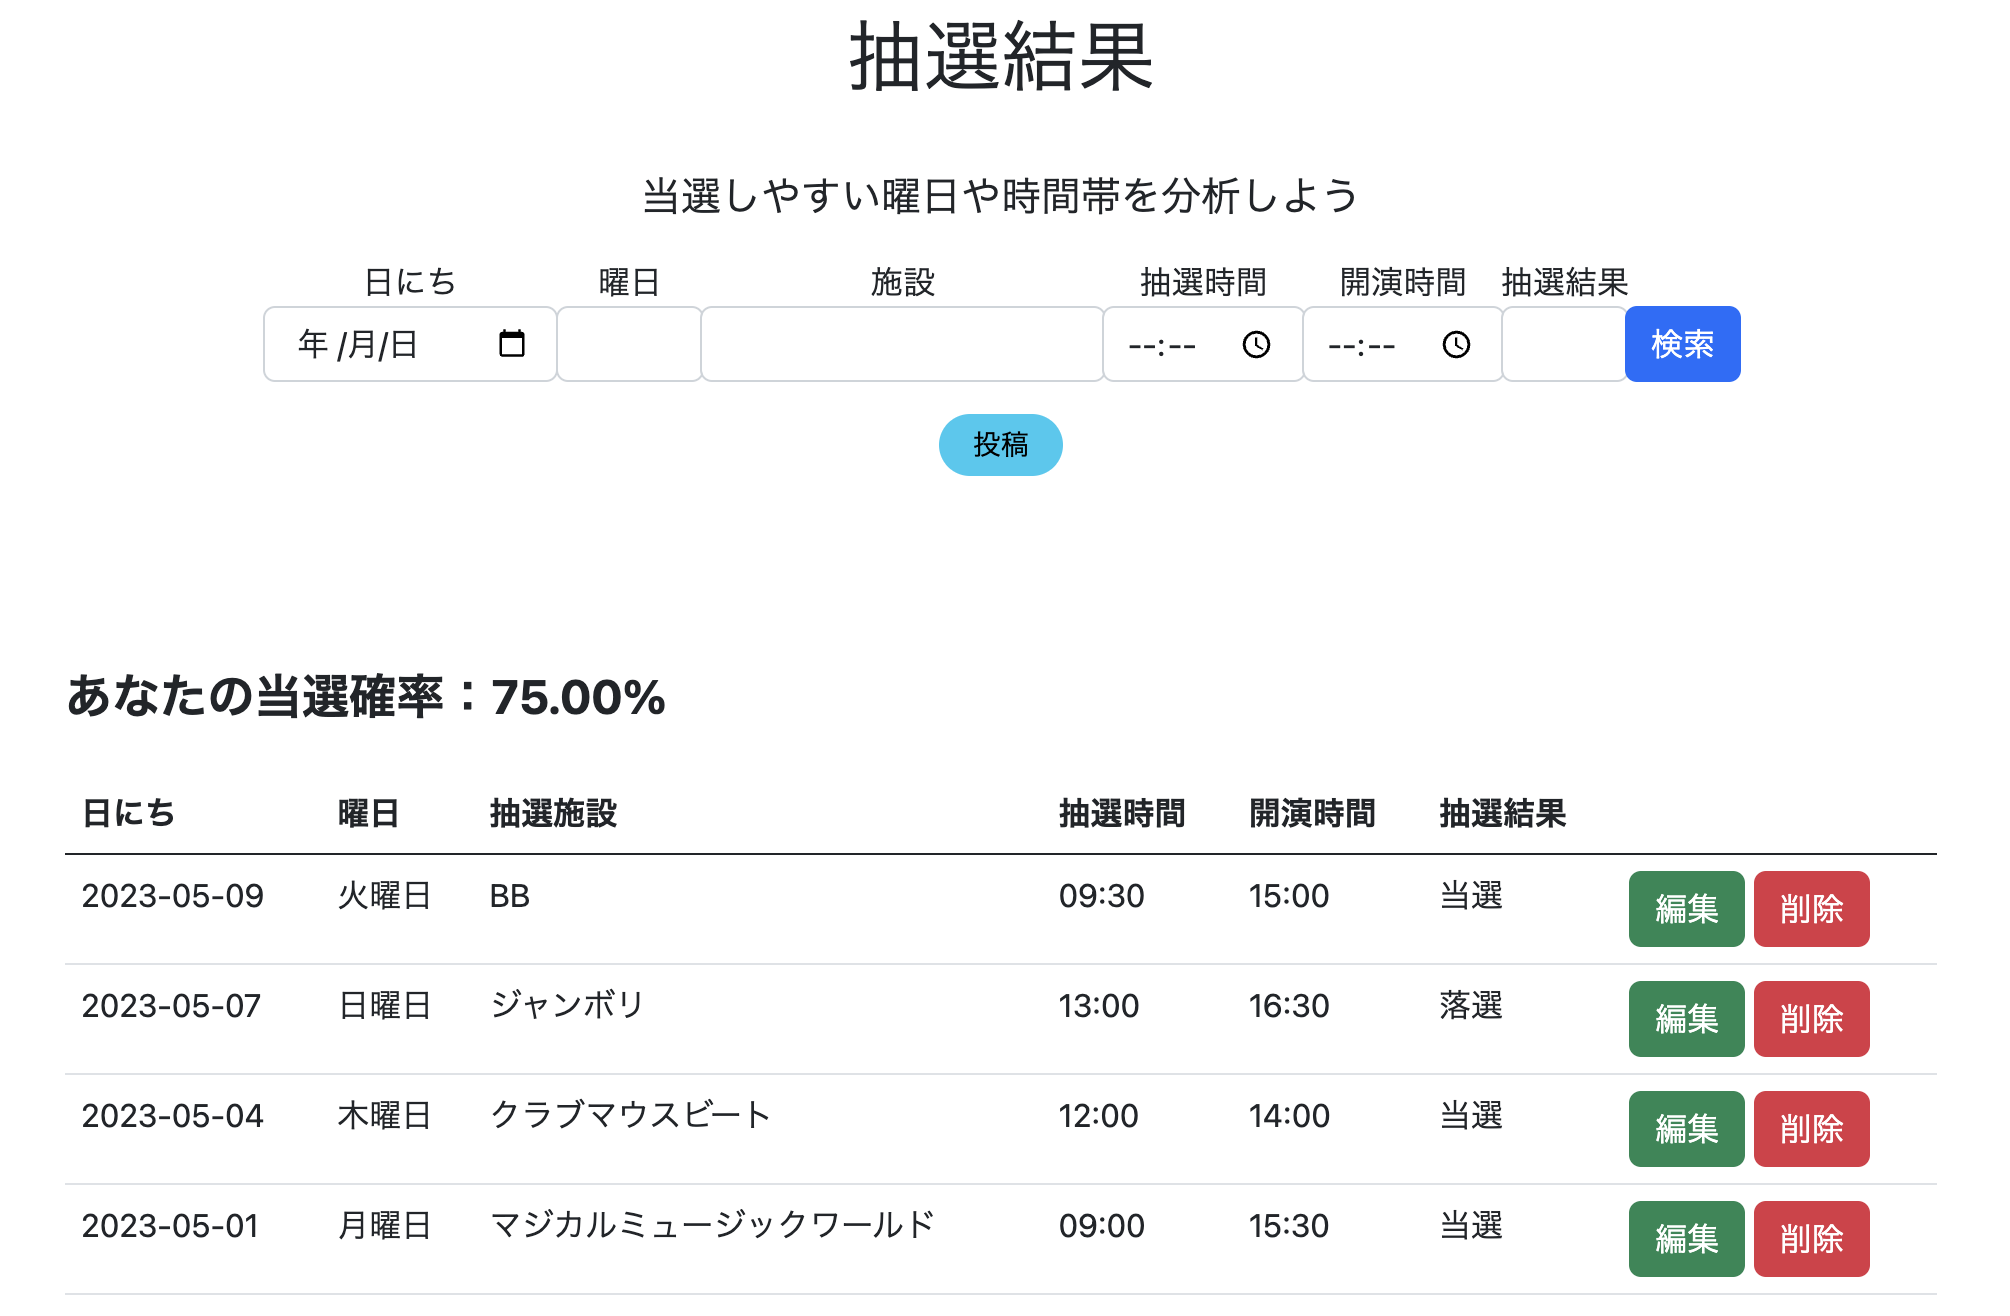 抽選結果
当選しやすい曜日や時間帯を分析しよう
日にち 曜日 施設 抽選時間 開演時間 抽選結果
年 /月/日 --:-- --:-- 検索
投稿
あなたの当選確率：75.00%
日にち 曜日 抽選施設 抽選時間 開演時間 抽選結果
2023-05-09 火曜日 BB 09:30 15:00 当選 編集 削除
2023-05-07 日曜日 ジャンボリ 13:00 16:30 落選 編集 削除
2023-05-04 木曜日 クラブマウスビート 12:00 14:00 当選 編集 削除
2023-05-01 月曜日 マジカルミュージックワールド 09:00 15:30 当選 編集 削除